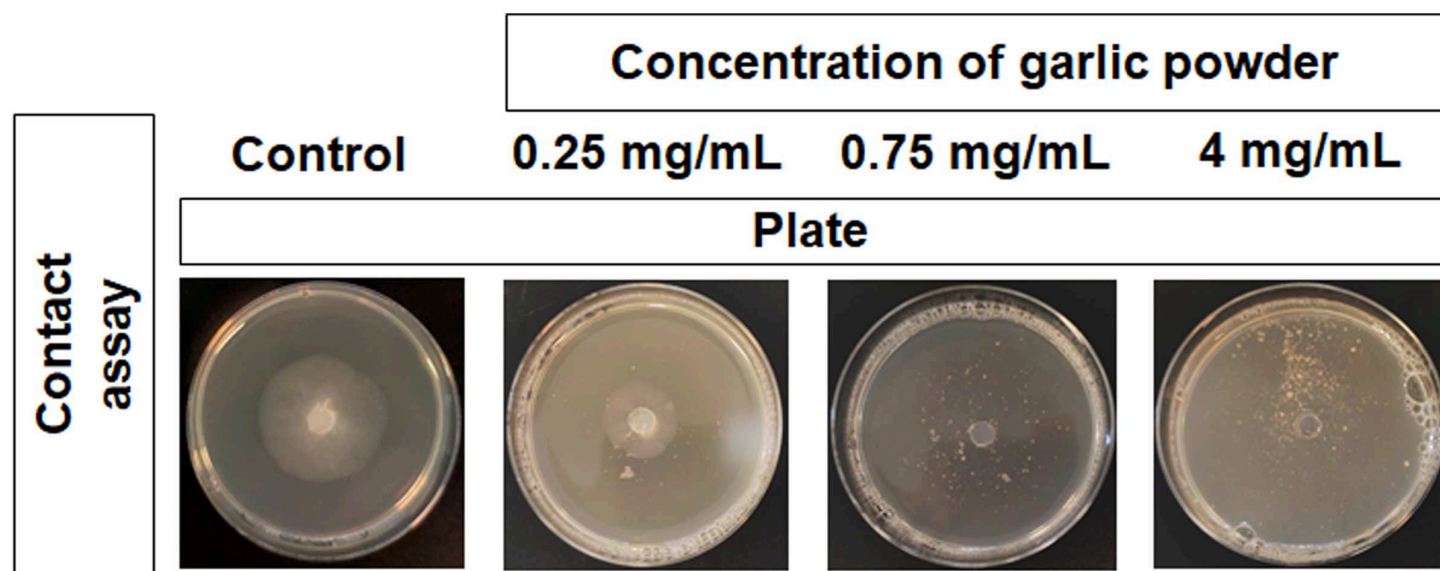 Concentration of garlic powder
Control 0.25 mg/mL 0.75 mg/mL 4 mg/mL
Plate
Contact
assay